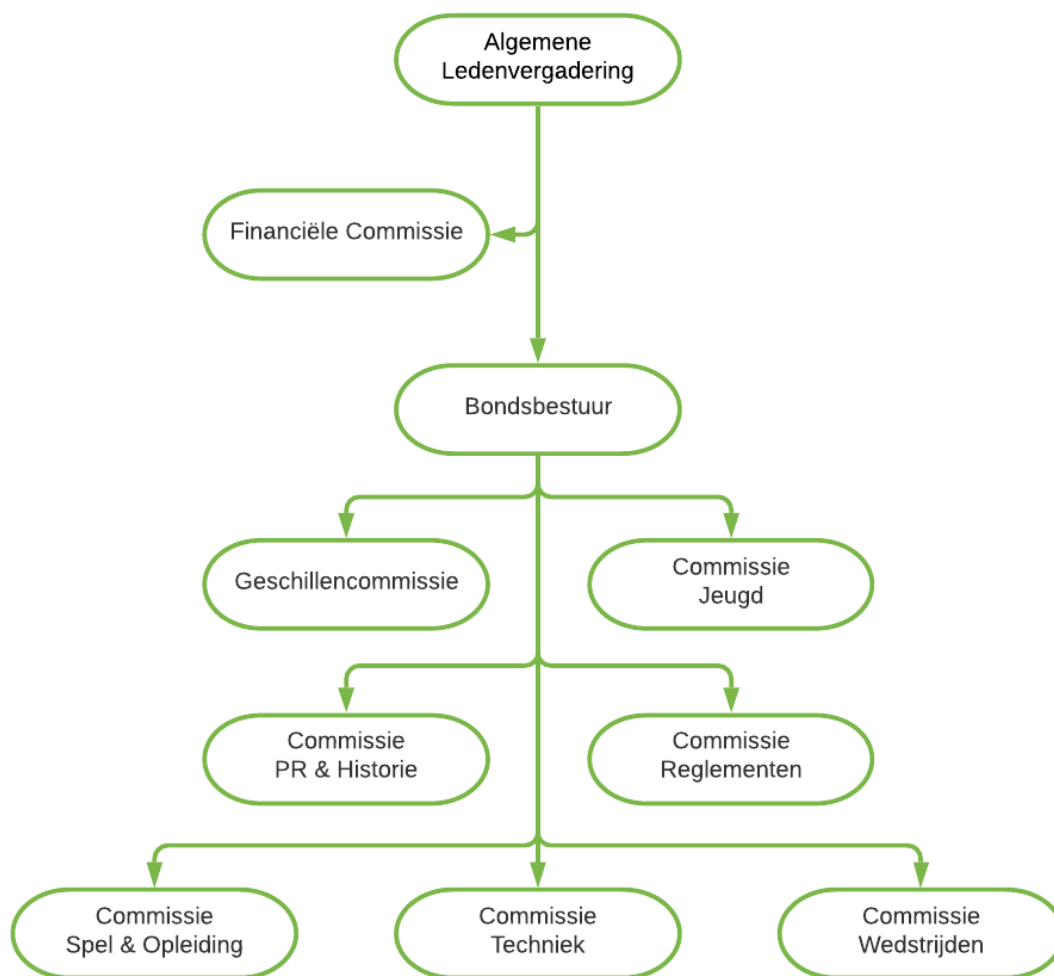 Algemene
Ledenvergadering
Financiële Commissie
Bondsbestuur
Geschillencommissie
Commissie
Jeugd
Commissie
PR & Historie
Commissie
Reglementen
Commissie
Spel & Opleiding
Commissie
Techniek
Commissie
Wedstrijden